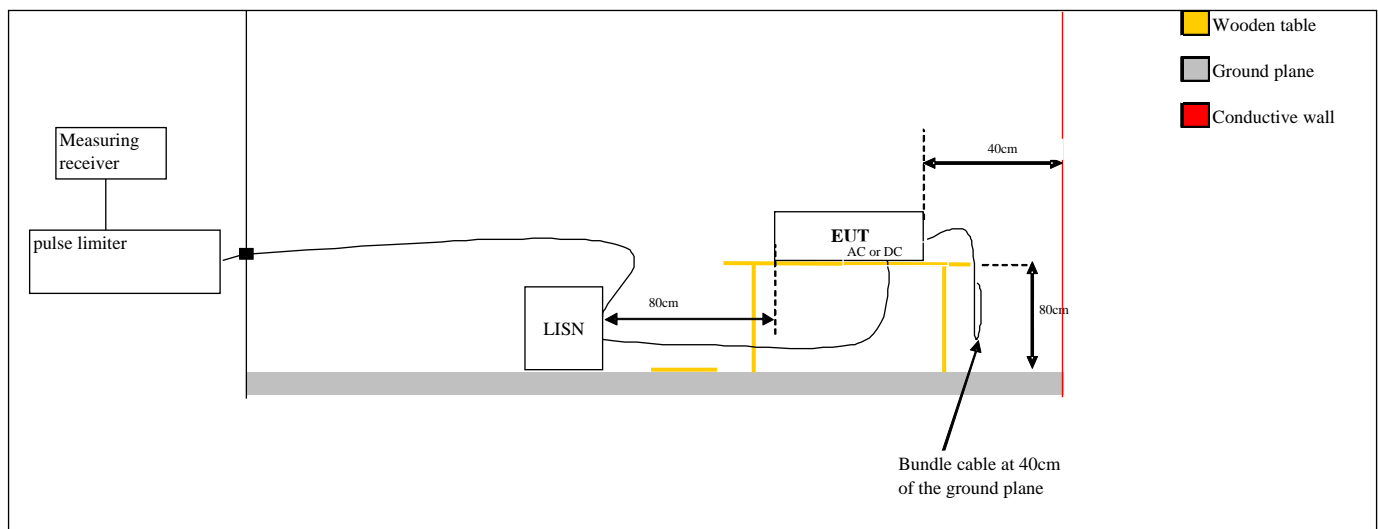 Wooden table
Ground plane
Conductive wall
Measuring
receiver
pulse limiter
40cm
EUT
AC or DC
80cm
80cm
LISN
Bundle cable at 40cm
of the ground plane